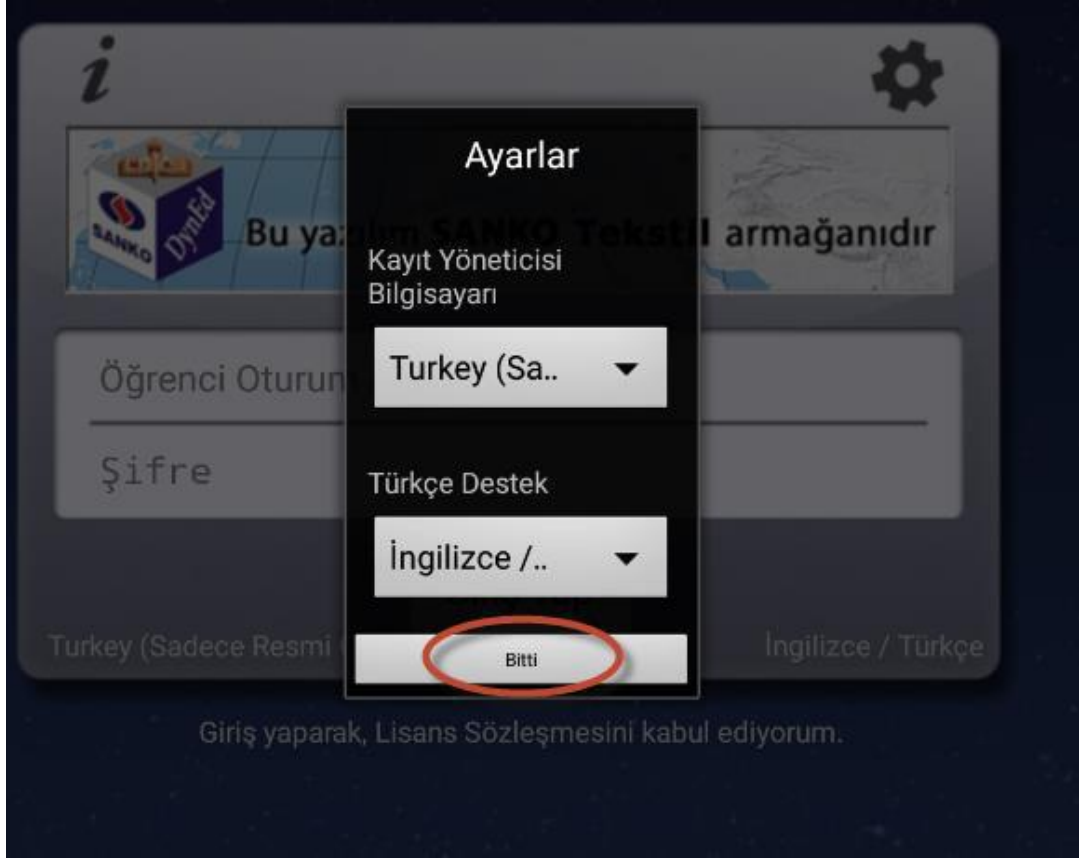 Ayarlar
SANKO
DynEd
Bu yazılım SANKO Tekstil armağanıdır
Kayıt Yöneticisi
Bilgisayarı
Turkey (Sa..
Öğrenci Oturum
Şifre
Türkçe Destek
İngilizce /..
Turkey (Sadece Resmi
İngilizce / Türkçe
Bitti
Giriş yaparak, Lisans Sözleşmesini kabul ediyorum.